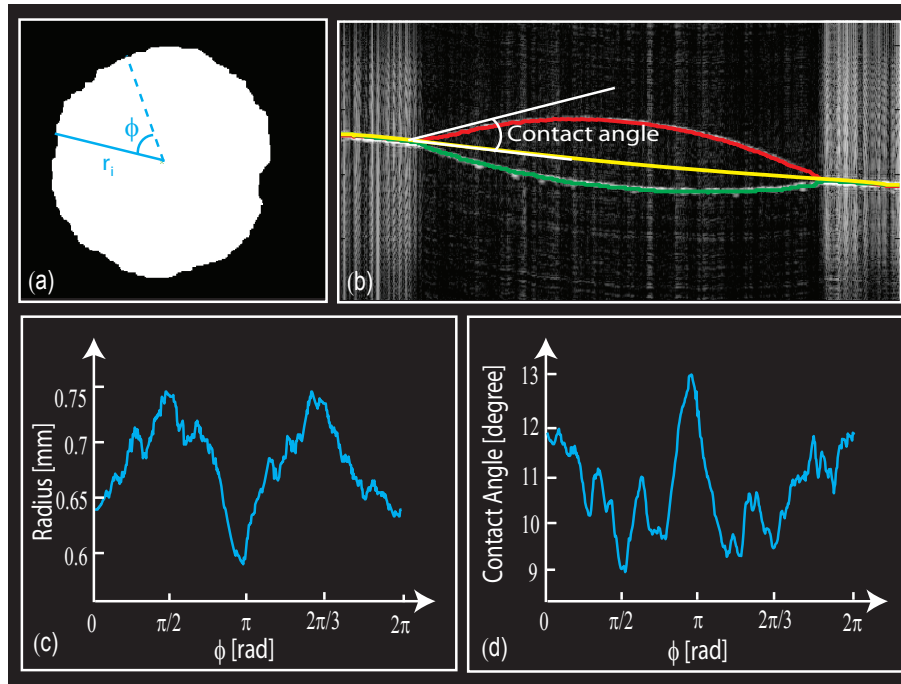 ϕ
r_i
(a)
Contact angle
(b)
Radius [mm]
0.75
0.7
0.65
0.6
0 π/2 π 2π/3 2π
ϕ [rad]
(c)
Contact Angle [degree]
13
12
11
10
9
0 π/2 π 2π/3 2π
ϕ [rad]
(d)